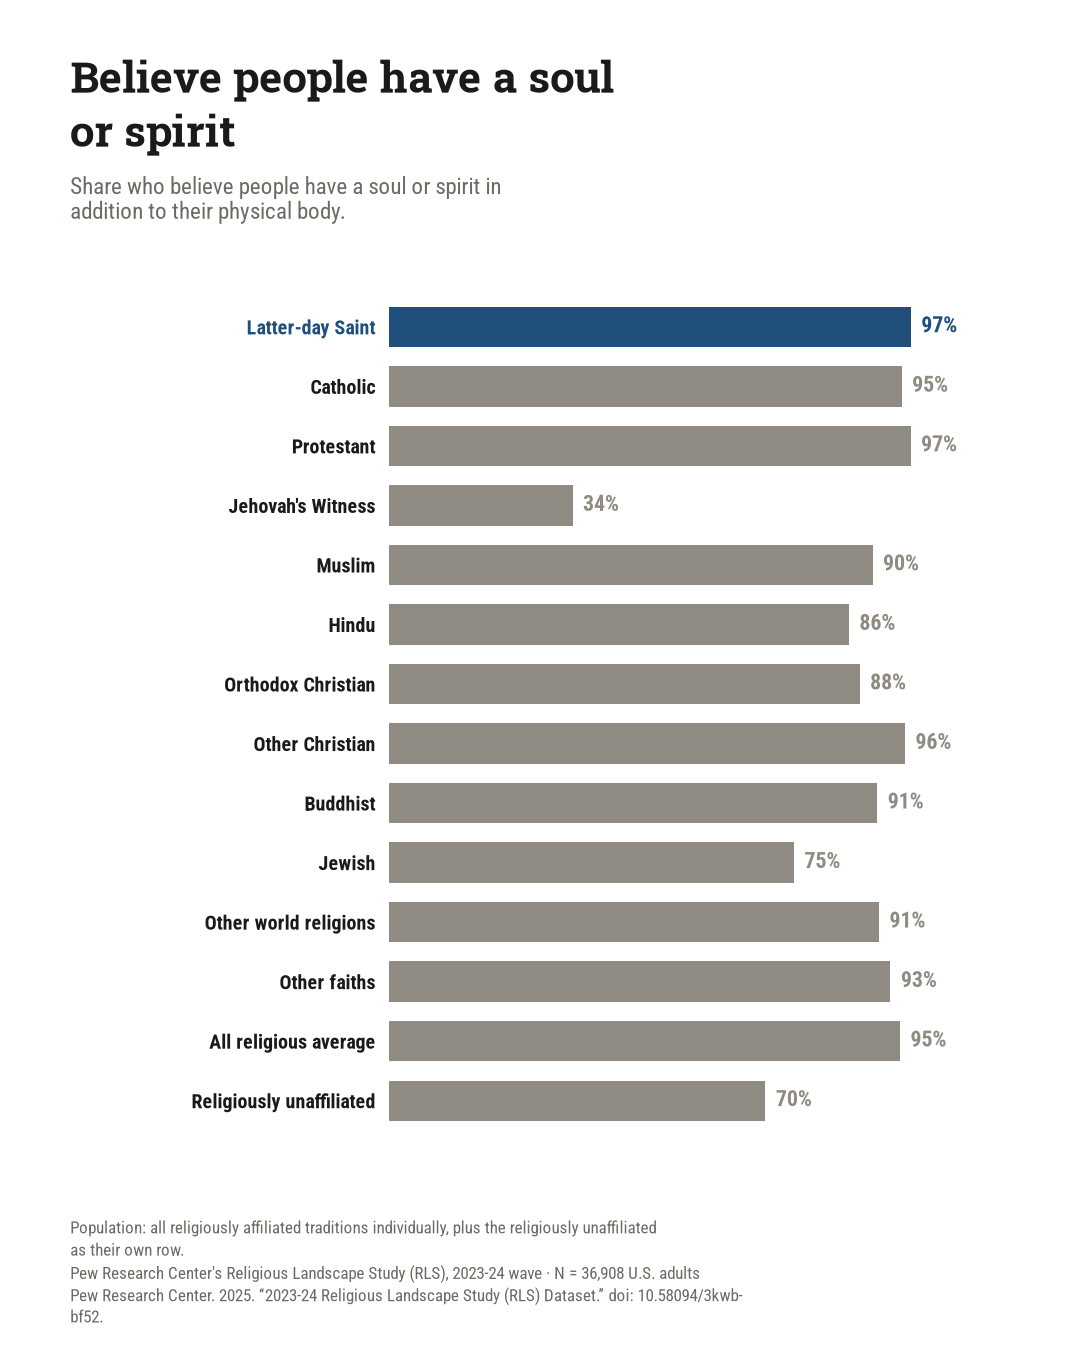 Believe people have a soul
or spirit
Share who believe people have a soul or spirit in
addition to their physical body.
Latter-day Saint 97%
Catholic 95%
Protestant 97%
Jehovah's Witness 34%
Muslim 90%
Hindu 86%
Orthodox Christian 88%
Other Christian 96%
Buddhist 91%
Jewish 75%
Other world religions 91%
Other faiths 93%
All religious average 95%
Religiously unaffiliated 70%
Population: all religiously affiliated traditions individually, plus the religiously unaffiliated
as their own row.
Pew Research Center's Religious Landscape Study (RLS), 2023-24 wave · N = 36,908 U.S. adults
Pew Research Center. 2025. “2023-24 Religious Landscape Study (RLS) Dataset.” doi: 10.58094/3kwb-
bf52.